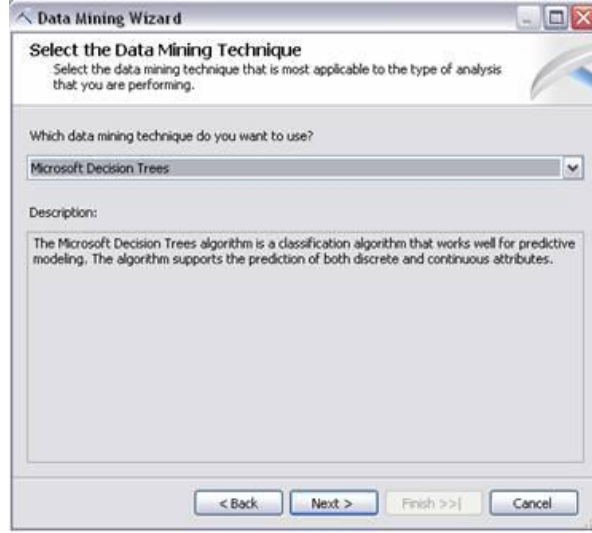 Data Mining Wizard
Select the Data Mining Technique
Select the data mining technique that is most applicable to the type of analysis
that you are performing.
Which data mining technique do you want to use?
Microsoft Decision Trees
Description:
The Microsoft Decision Trees algorithm is a classification algorithm that works well for predictive
modeling. The algorithm supports the prediction of both discrete and continuous attributes.
< Back
Next >
Finish >>|
Cancel